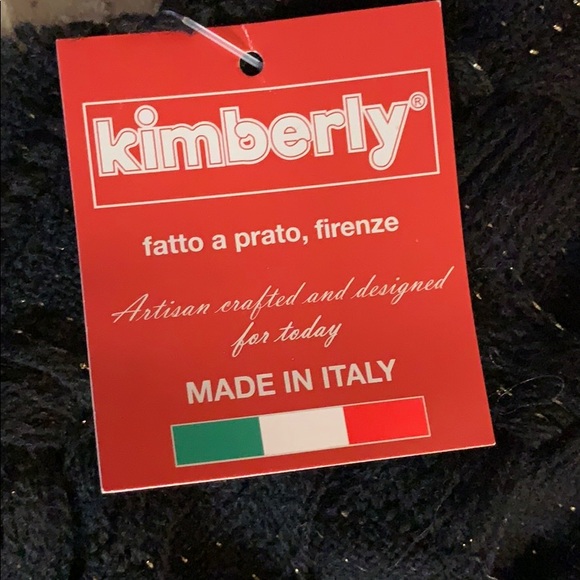 kimberly®
fatto a prato, firenze
Artisan crafted and designed
for today
MADE IN ITALY